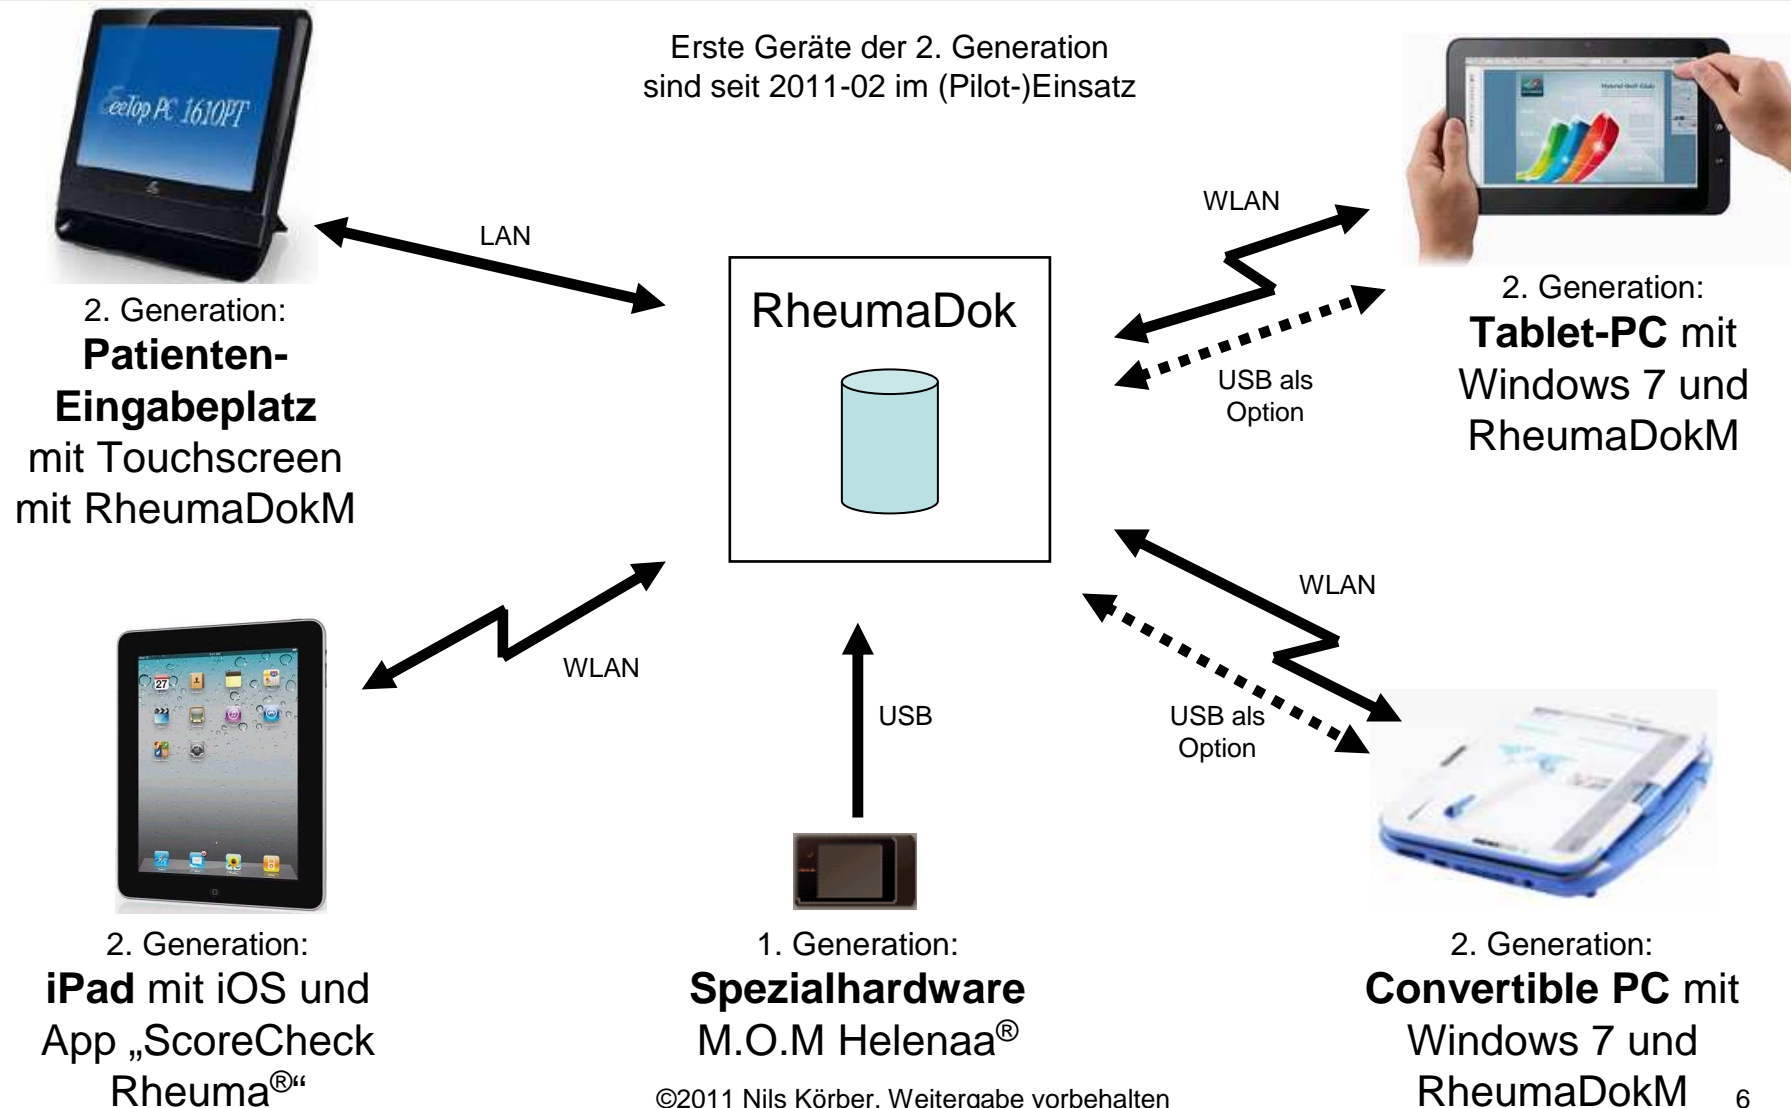 Erste Geräte der 2. Generation
sind seit 2011-02 im (Pilot-)Einsatz
EeeTop PC 1610PT
LAN
2. Generation:
Patienten-
Eingabeplatz
mit Touchscreen
mit RheumaDokM
RheumaDok
WLAN
USB als
Option
2. Generation:
Tablet-PC mit
Windows 7 und
RheumaDokM
WLAN
27
2. Generation:
iPad mit iOS und
App „ScoreCheck
Rheuma®“
USB
1. Generation:
Spezialhardware
M.O.M Helenaa®
WLAN
USB als
Option
2. Generation:
Convertible PC mit
Windows 7 und
RheumaDokM
©2011 Nils Körber, Weitergabe vorbehalten
6